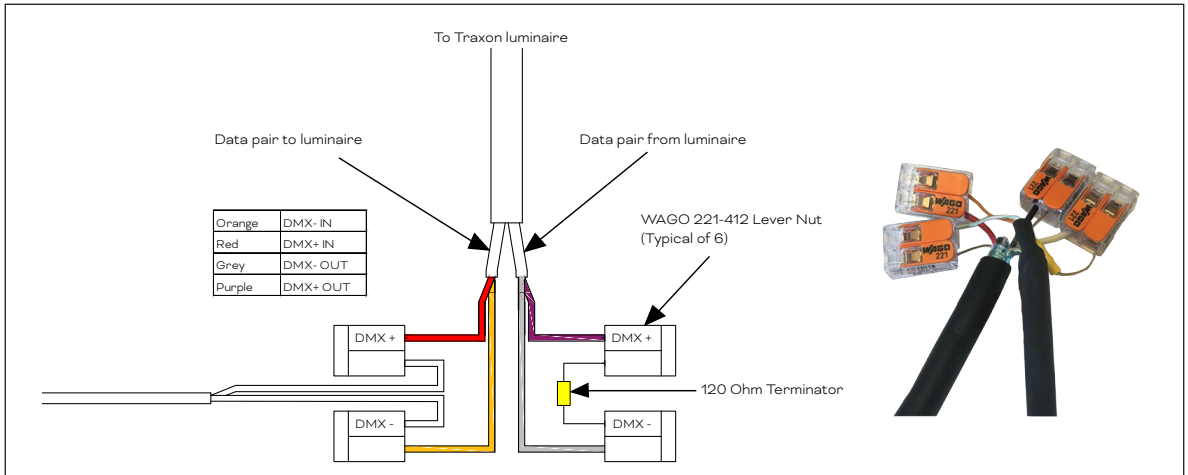 To Traxon luminaire
Data pair to luminaire
Data pair from luminaire
Orange DMX- IN
Red DMX+ IN
Grey DMX- OUT
Purple DMX+ OUT
WAGO 221-412 Lever Nut
(Typical of 6)
DMX +
DMX +
120 Ohm Terminator
DMX -
DMX -
WAGO
221
WAGO
221
WAGO
221
WAGO
221